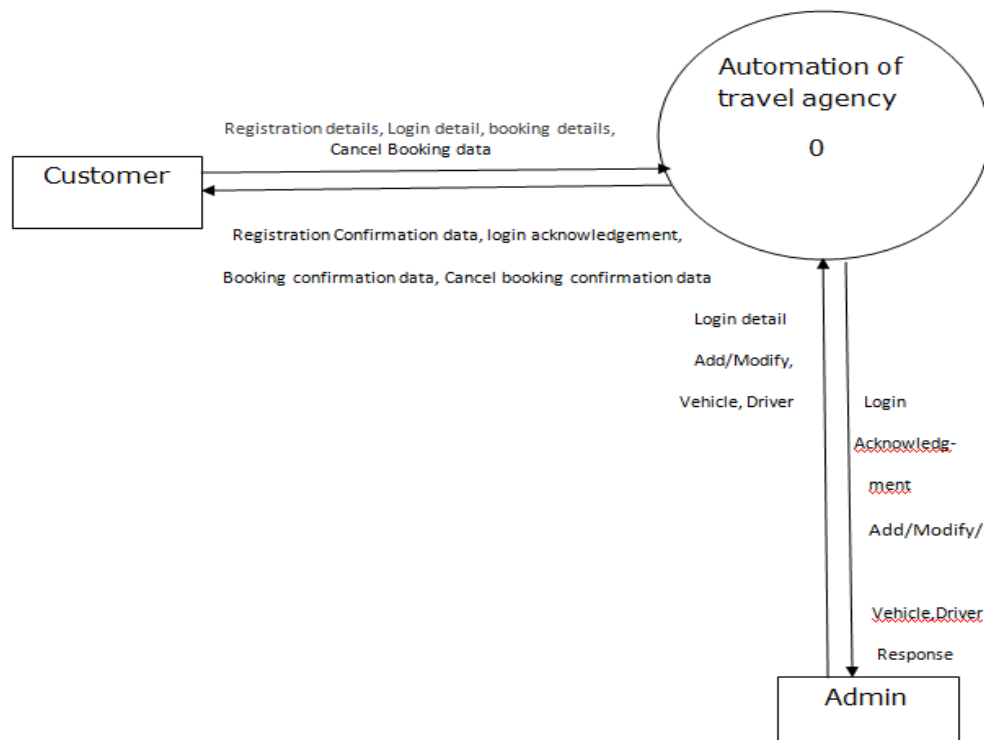 Automation of
travel agency
0
Registration details, Login detail, booking details,
Cancel Booking data
Customer
Registration Confirmation data, login acknowledgement,
Booking confirmation data, Cancel booking confirmation data
Login detail
Add/Modify,
Vehicle, Driver
Login
Acknowledg-
ment
Add/Modify/
Vehicle,Driver
Response
Admin